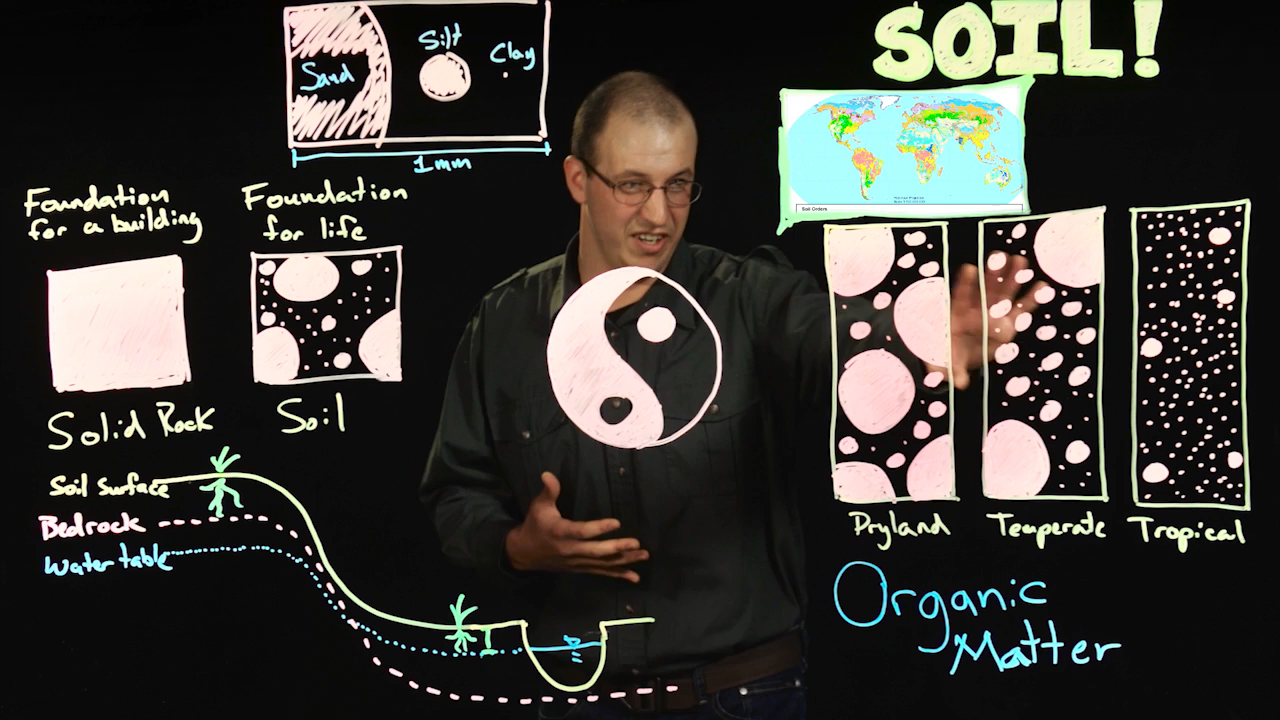 SOIL!
Sand
Silt
Clay
1mm
Soil Orders
Foundation
for a building
Foundation
for life
Solid Rock
Soil
Soil surface
Bedrock
Water table
Dryland
Temperate
Tropical
Organic
Matter